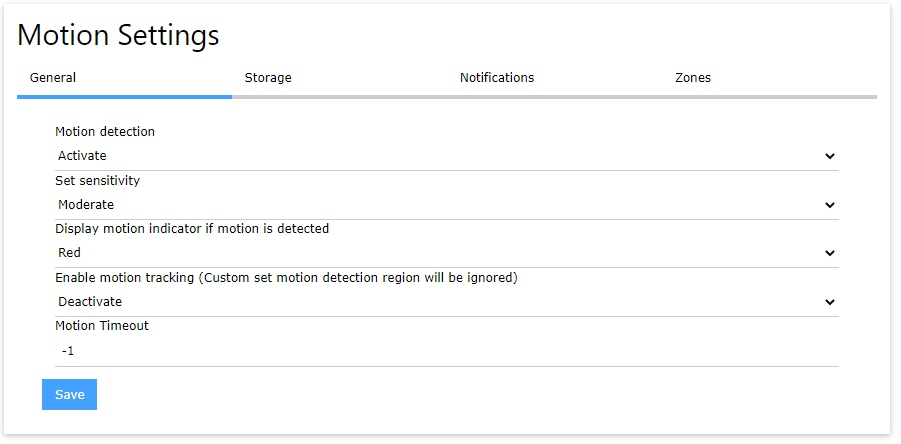 Motion Settings
General Storage Notifications Zones
Motion detection
Activate
Set sensitivity
Moderate
Display motion indicator if motion is detected
Red
Enable motion tracking (Custom set motion detection region will be ignored)
Deactivate
Motion Timeout
-1
Save